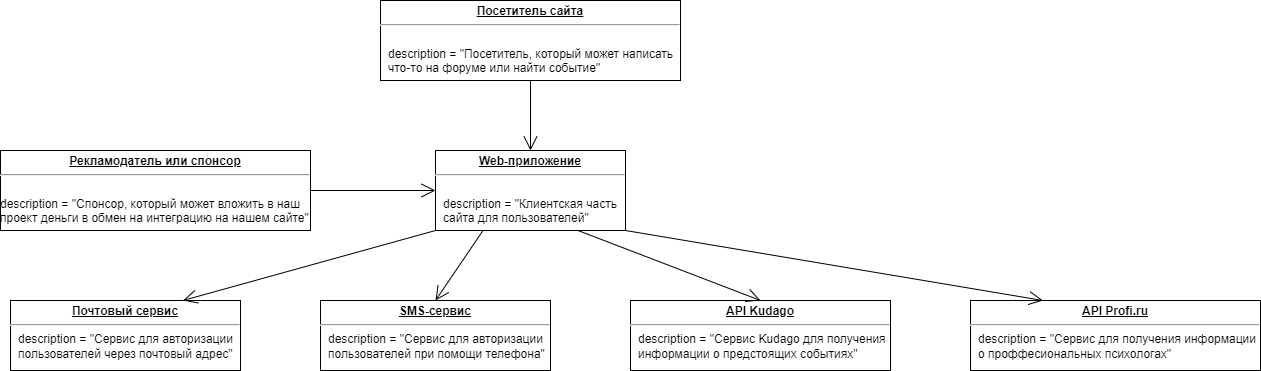 Посетитель сайта
description = "Посетитель, который может написать
что-то на форуме или найти событие"
Рекламодатель или спонсор
description = "Спонсор, который может вложить в наш
проект деньги в обмен на интеграцию на нашем сайте"
Web-приложение
description = "Клиентская часть
сайта для пользователей"
Почтовый сервис
description = "Сервис для авторизации
пользователей через почтовый адрес"
SMS-сервис
description = "Сервис для авторизации
пользователей при помощи телефона"
API Kudago
description = "Сервис Kudago для получения
информации о предстоящих событиях"
API Profi.ru
description = "Сервис для получения информации
о проффесиональных психологах"